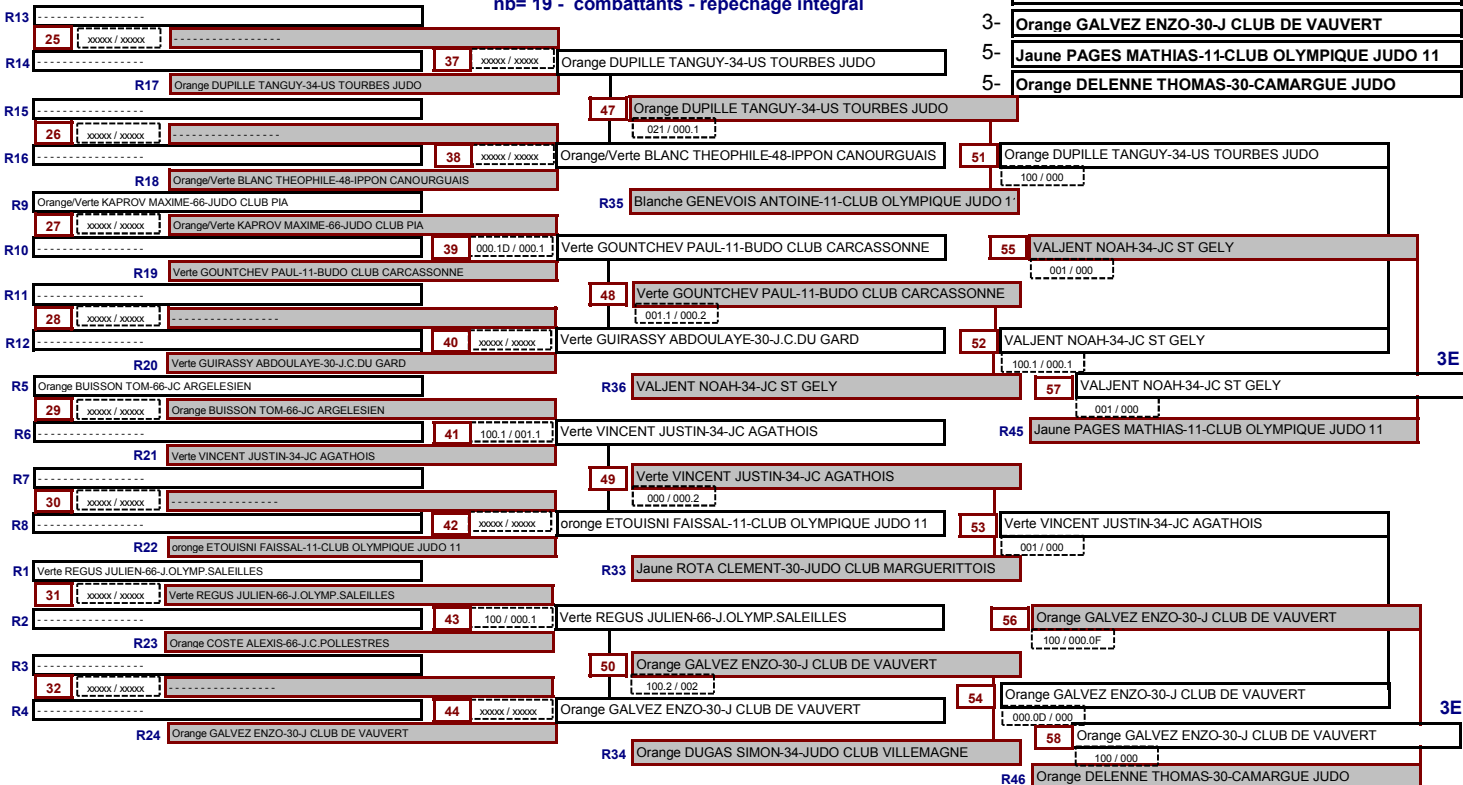 nb= 19 - combattants - repêchage intégral
3- Orange GALVEZ ENZO-30-J CLUB DE VAUVERT
5- Jaune PAGES MATHIAS-11-CLUB OLYMPIQUE JUDO 11
5- Orange DELENNE THOMAS-30-CAMARGUE JUDO
R13 ----------------
25 xxxxx / xxxxx ----------------
R14 ----------------
37 xxxxx / xxxxx Orange DUPILLE TANGUY-34-US TOURBES JUDO
R17 Orange DUPILLE TANGUY-34-US TOURBES JUDO
R15 ----------------
47 Orange DUPILLE TANGUY-34-US TOURBES JUDO
021 / 000.1
26 xxxxx / xxxxx ----------------
R16 ----------------
38 xxxxx / xxxxx Orange/Verte BLANC THEOPHILE-48-IPPON CANOURGUAIS
51 Orange DUPILLE TANGUY-34-US TOURBES JUDO
100 / 000
R18 Orange/Verte BLANC THEOPHILE-48-IPPON CANOURGUAIS
R9 Orange/Verte KAPROV MAXIME-66-JUDO CLUB PIA
R35 Blanche GENEVOIS ANTOINE-11-CLUB OLYMPIQUE JUDO 11
27 xxxxx / xxxxx Orange/Verte KAPROV MAXIME-66-JUDO CLUB PIA
R10 ----------------
39 000.1D / 000.1 Verte GOUNTCHEV PAUL-11-BUDO CLUB CARCASSONNE
55 VALJENT NOAH-34-JC ST GELY
001 / 000
R19 Verte GOUNTCHEV PAUL-11-BUDO CLUB CARCASSONNE
R11 ----------------
48 Verte GOUNTCHEV PAUL-11-BUDO CLUB CARCASSONNE
001.1 / 000.2
28 xxxxx / xxxxx ----------------
R12 ----------------
40 xxxxx / xxxxx Verte GUIRASSY ABDOULAYE-30-J.C.DU GARD
52 VALJENT NOAH-34-JC ST GELY
100.1 / 000.1
3E
R20 Verte GUIRASSY ABDOULAYE-30-J.C.DU GARD
R5 Orange BUISSON TOM-66-JC ARGELESIEN
R36 VALJENT NOAH-34-JC ST GELY
57 VALJENT NOAH-34-JC ST GELY
001 / 000
29 xxxxx / xxxxx Orange BUISSON TOM-66-JC ARGELESIEN
R6 ----------------
41 100.1 / 001.1 Verte VINCENT JUSTIN-34-JC AGATHOIS
R45 Jaune PAGES MATHIAS-11-CLUB OLYMPIQUE JUDO 11
R21 Verte VINCENT JUSTIN-34-JC AGATHOIS
R7 ----------------
49 Verte VINCENT JUSTIN-34-JC AGATHOIS
000 / 000.2
30 xxxxx / xxxxx ----------------
R8 ----------------
42 xxxxx / xxxxx oronge ETOUISNI FAISSAL-11-CLUB OLYMPIQUE JUDO 11
53 Verte VINCENT JUSTIN-34-JC AGATHOIS
001 / 000
R22 oronge ETOUISNI FAISSAL-11-CLUB OLYMPIQUE JUDO 11
R1 Verte REGUS JULIEN-66-J.OLYMP.SALEILLES
R33 Jaune ROTA CLEMENT-30-JUDO CLUB MARGUERITTOIS
31 xxxxx / xxxxx Verte REGUS JULIEN-66-J.OLYMP.SALEILLES
R2 ----------------
43 100 / 000.1 Verte REGUS JULIEN-66-J.OLYMP.SALEILLES
56 Orange GALVEZ ENZO-30-J CLUB DE VAUVERT
100 / 000.0F
R23 Orange COSTE ALEXIS-66-J.C.POLLESTRES
R3 ----------------
50 Orange GALVEZ ENZO-30-J CLUB DE VAUVERT
100.2 / 002
32 xxxxx / xxxxx ----------------
R4 ----------------
44 xxxxx / xxxxx Orange GALVEZ ENZO-30-J CLUB DE VAUVERT
54 Orange GALVEZ ENZO-30-J CLUB DE VAUVERT
000.0D / 000
3E
R24 Orange GALVEZ ENZO-30-J CLUB DE VAUVERT
58 Orange GALVEZ ENZO-30-J CLUB DE VAUVERT
100 / 000
R34 Orange DUGAS SIMON-34-JUDO CLUB VILLEMAGNE
R46 Orange DELENNE THOMAS-30-CAMARGUE JUDO